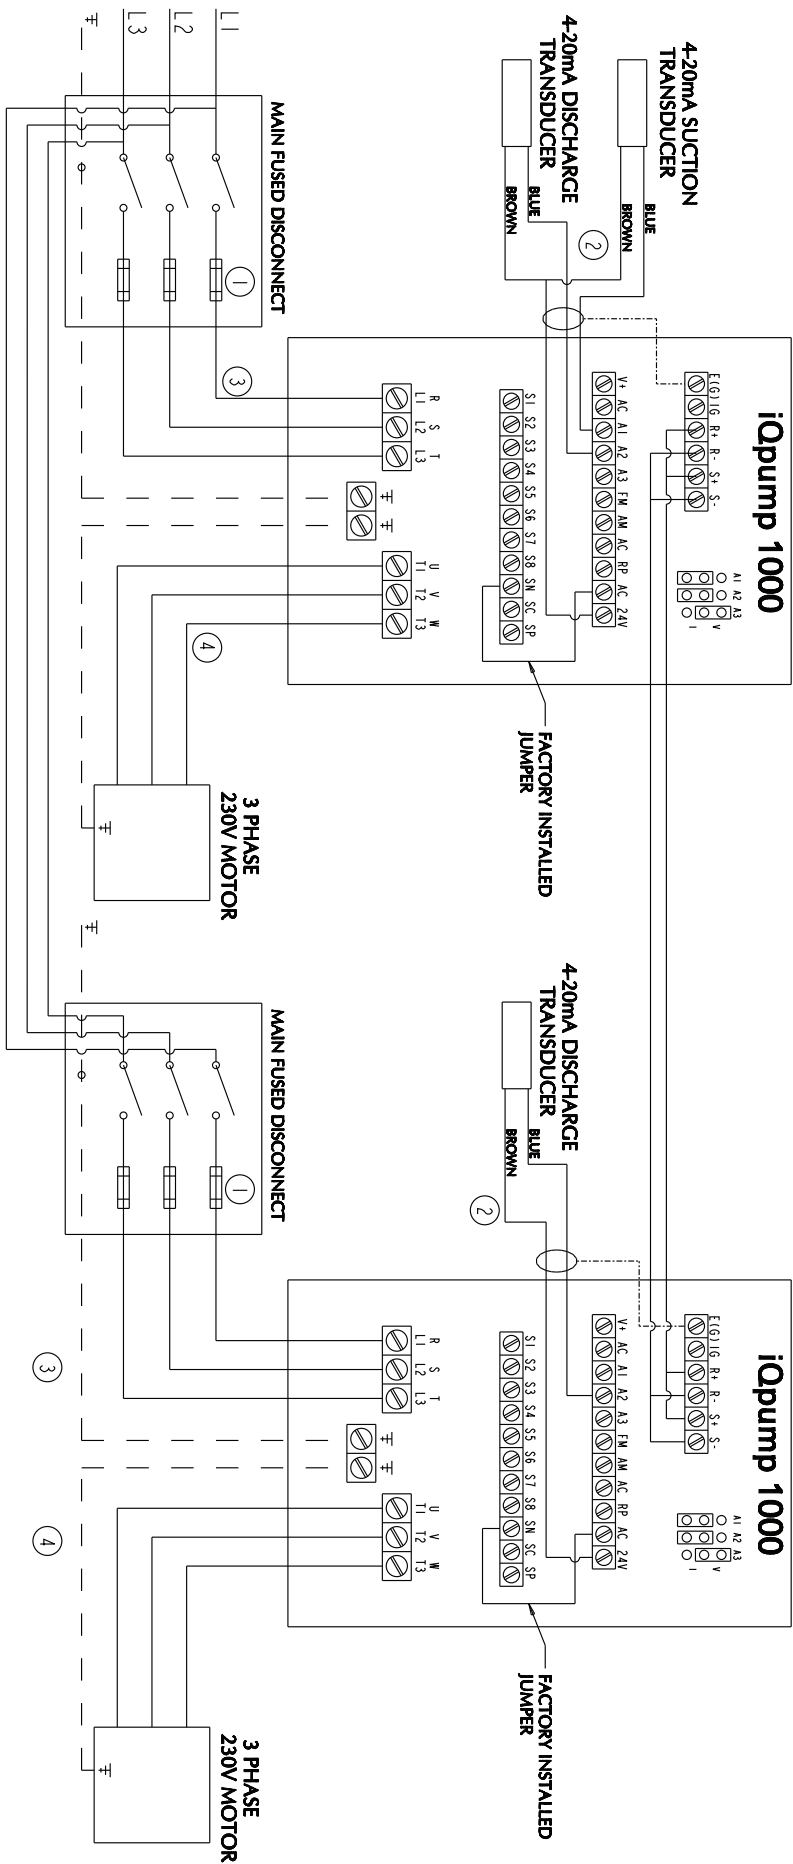 4-20mA SUCTION
TRANSDUCER
BLUE
BROWN
4-20mA DISCHARGE
TRANSDUCER
BLUE
BROWN
2
iQpump 1000
E(G) IG R+ R- S+ S-
A1 A2 A3
V
I
V+ AC A1 A2 A3 FM AM AC RP AC 24V
S1 S2 S3 S4 S5 S6 S7 S8 SN SC SP
FACTORY INSTALLED
JUMPER
R S T
L1 L2 L3
U V W
T1 T2 T3
MAIN FUSED DISCONNECT
1
3
4
L1
L2
L3
3 PHASE
230V MOTOR
4-20mA DISCHARGE
TRANSDUCER
BLUE
BROWN
2
iQpump 1000
E(G) IG R+ R- S+ S-
A1 A2 A3
V
I
V+ AC A1 A2 A3 FM AM AC RP AC 24V
S1 S2 S3 S4 S5 S6 S7 S8 SN SC SP
FACTORY INSTALLED
JUMPER
R S T
L1 L2 L3
U V W
T1 T2 T3
MAIN FUSED DISCONNECT
1
3
4
3 PHASE
230V MOTOR